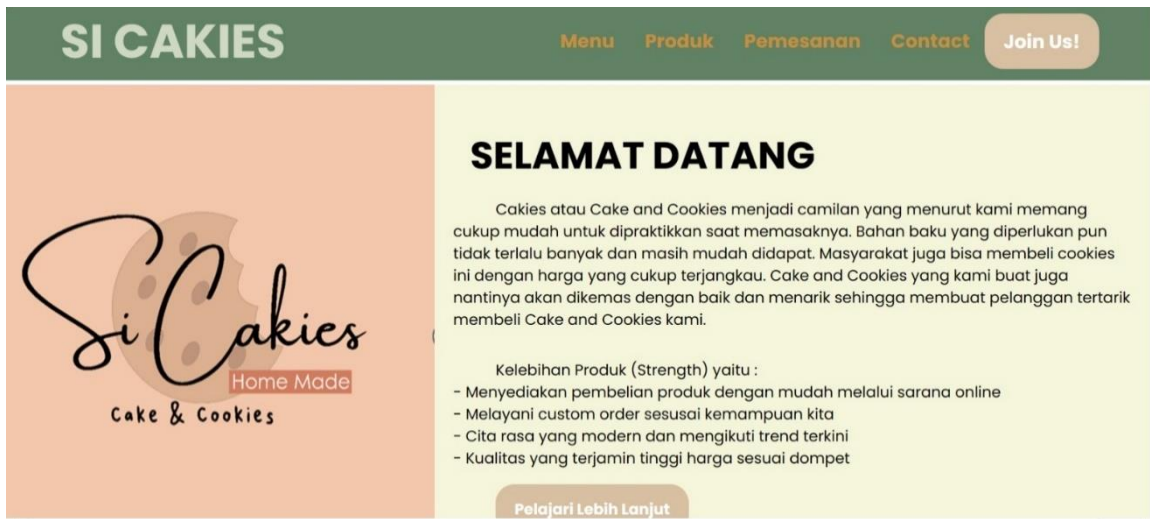 SI CAKIES
Menu Produk Pemesanan Contact Join Us!
Si Cakies
Home Made
Cake & Cookies
SELAMAT DATANG
Cakies atau Cake and Cookies menjadi camilan yang menurut kami memang
cukup mudah untuk dipraktikkan saat memasaknya. Bahan baku yang diperlukan pun
tidak terlalu banyak dan masih mudah didapat. Masyarakat juga bisa membeli cookies
ini dengan harga yang cukup terjangkau. Cake and Cookies yang kami buat juga
nantinya akan dikemas dengan baik dan menarik sehingga membuat pelanggan tertarik
membeli Cake and Cookies kami.
Kelebihan Produk (Strength) yaitu :
- Menyediakan pembelian produk dengan mudah melalui sarana online
- Melayani custom order sesusai kemampuan kita
- Cita rasa yang modern dan mengikuti trend terkini
- Kualitas yang terjamin tinggi harga sesuai dompet
Pelajari Lebih Lanjut